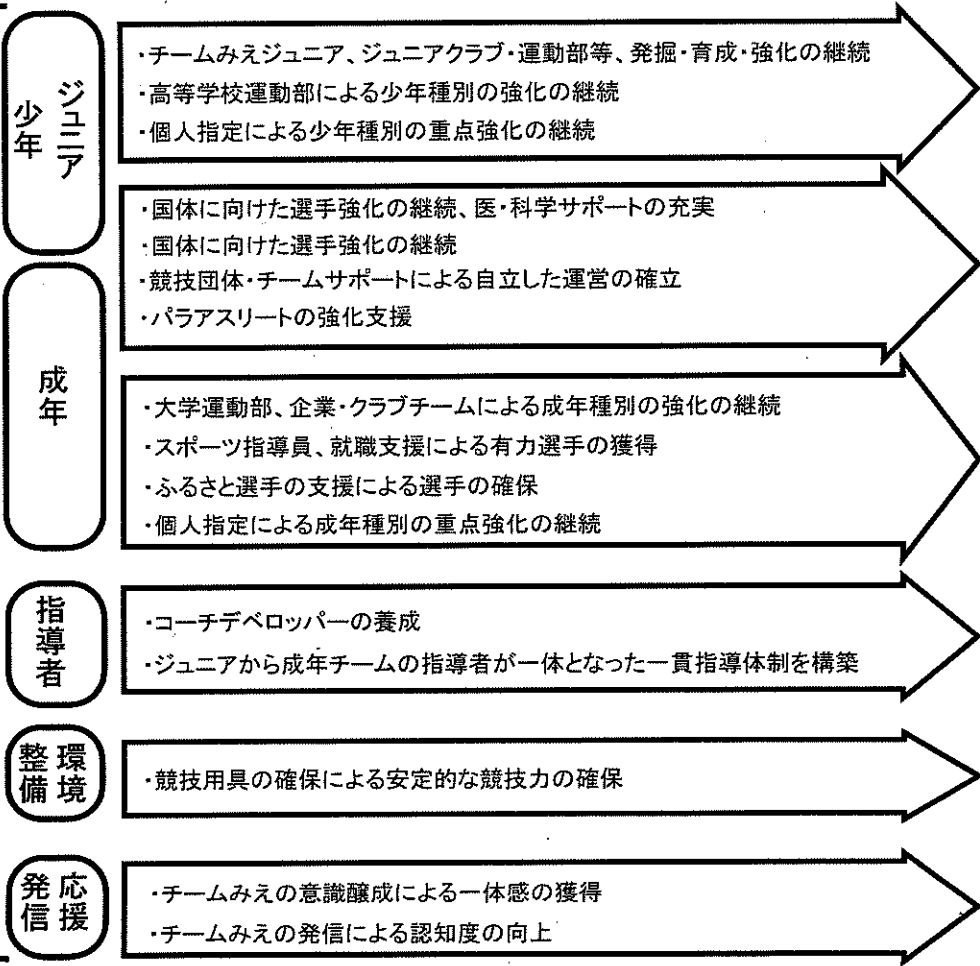 ジュニア
少年
・チームみえジュニア、ジュニアクラブ・運動部等、発掘・育成・強化の継続
・高等学校運動部による少年種別の強化の継続
・個人指定による少年種別の重点強化の継続
・国体に向けた選手強化の継続、医・科学サポートの充実
・国体に向けた選手強化の継続
・競技団体・チームサポートによる自立した運営の確立
・パラアスリートの強化支援
成年
・大学運動部、企業・クラブチームによる成年種別の強化の継続
・スポーツ指導員、就職支援による有力選手の獲得
・ふるさと選手の支援による選手の確保
・個人指定による成年種別の重点強化の継続
指導者
・コーチデベロッパーの養成
・ジュニアから成年チームの指導者が一体となった一貫指導体制を構築
環境
整備
・競技用具の確保による安定的な競技力の確保
応援
発信
・チームみえの意識醸成による一体感の獲得
・チームみえの発信による認知度の向上